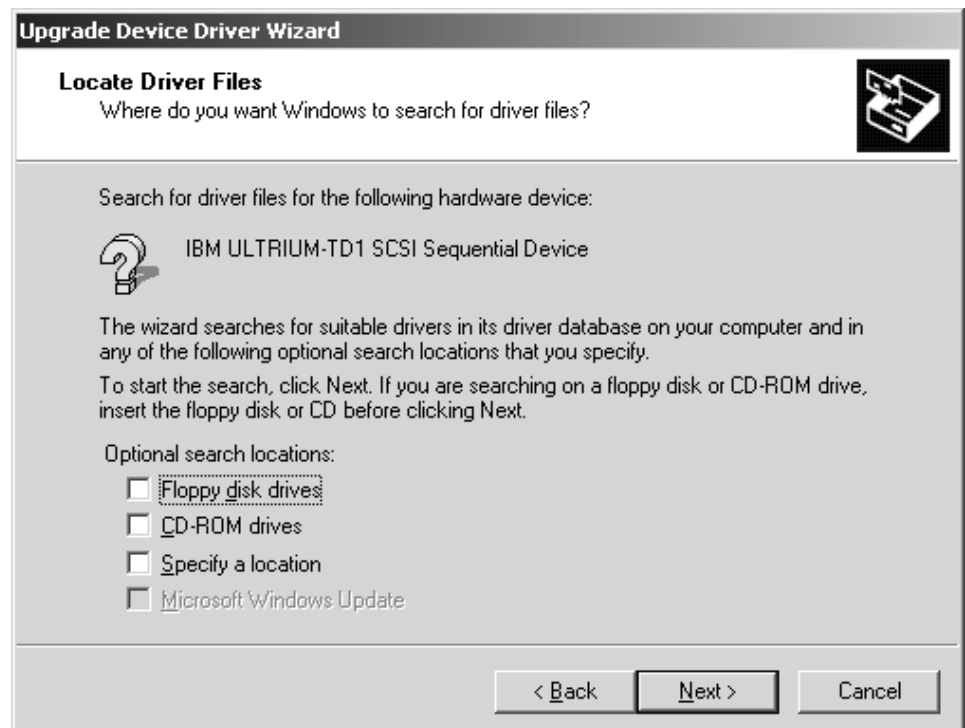 Upgrade Device Driver Wizard
Locate Driver Files
Where do you want Windows to search for driver files?
Search for driver files for the following hardware device:
IBM ULTRIUM-TD1 SCSI Sequential Device
The wizard searches for suitable drivers in its driver database on your computer and in
any of the following optional search locations that you specify.
To start the search, click Next. If you are searching on a floppy disk or CD-ROM drive,
insert the floppy disk or CD before clicking Next.
Optional search locations:
Floppy disk drives
CD-ROM drives
Specify a location
Microsoft Windows Update
< Back Next > Cancel